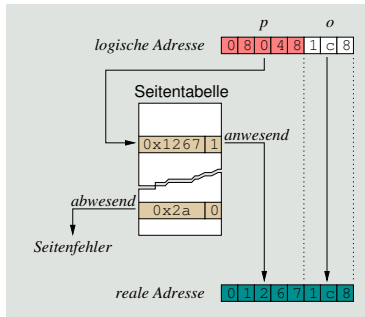 p o
logische Adresse 0 8 0 4 8 1 c 8
Seitentabelle
0x1267 1 anwesend
abwesend 0x2a 0
Seitenfehler
reale Adresse 0 1 2 6 7 1 c 8